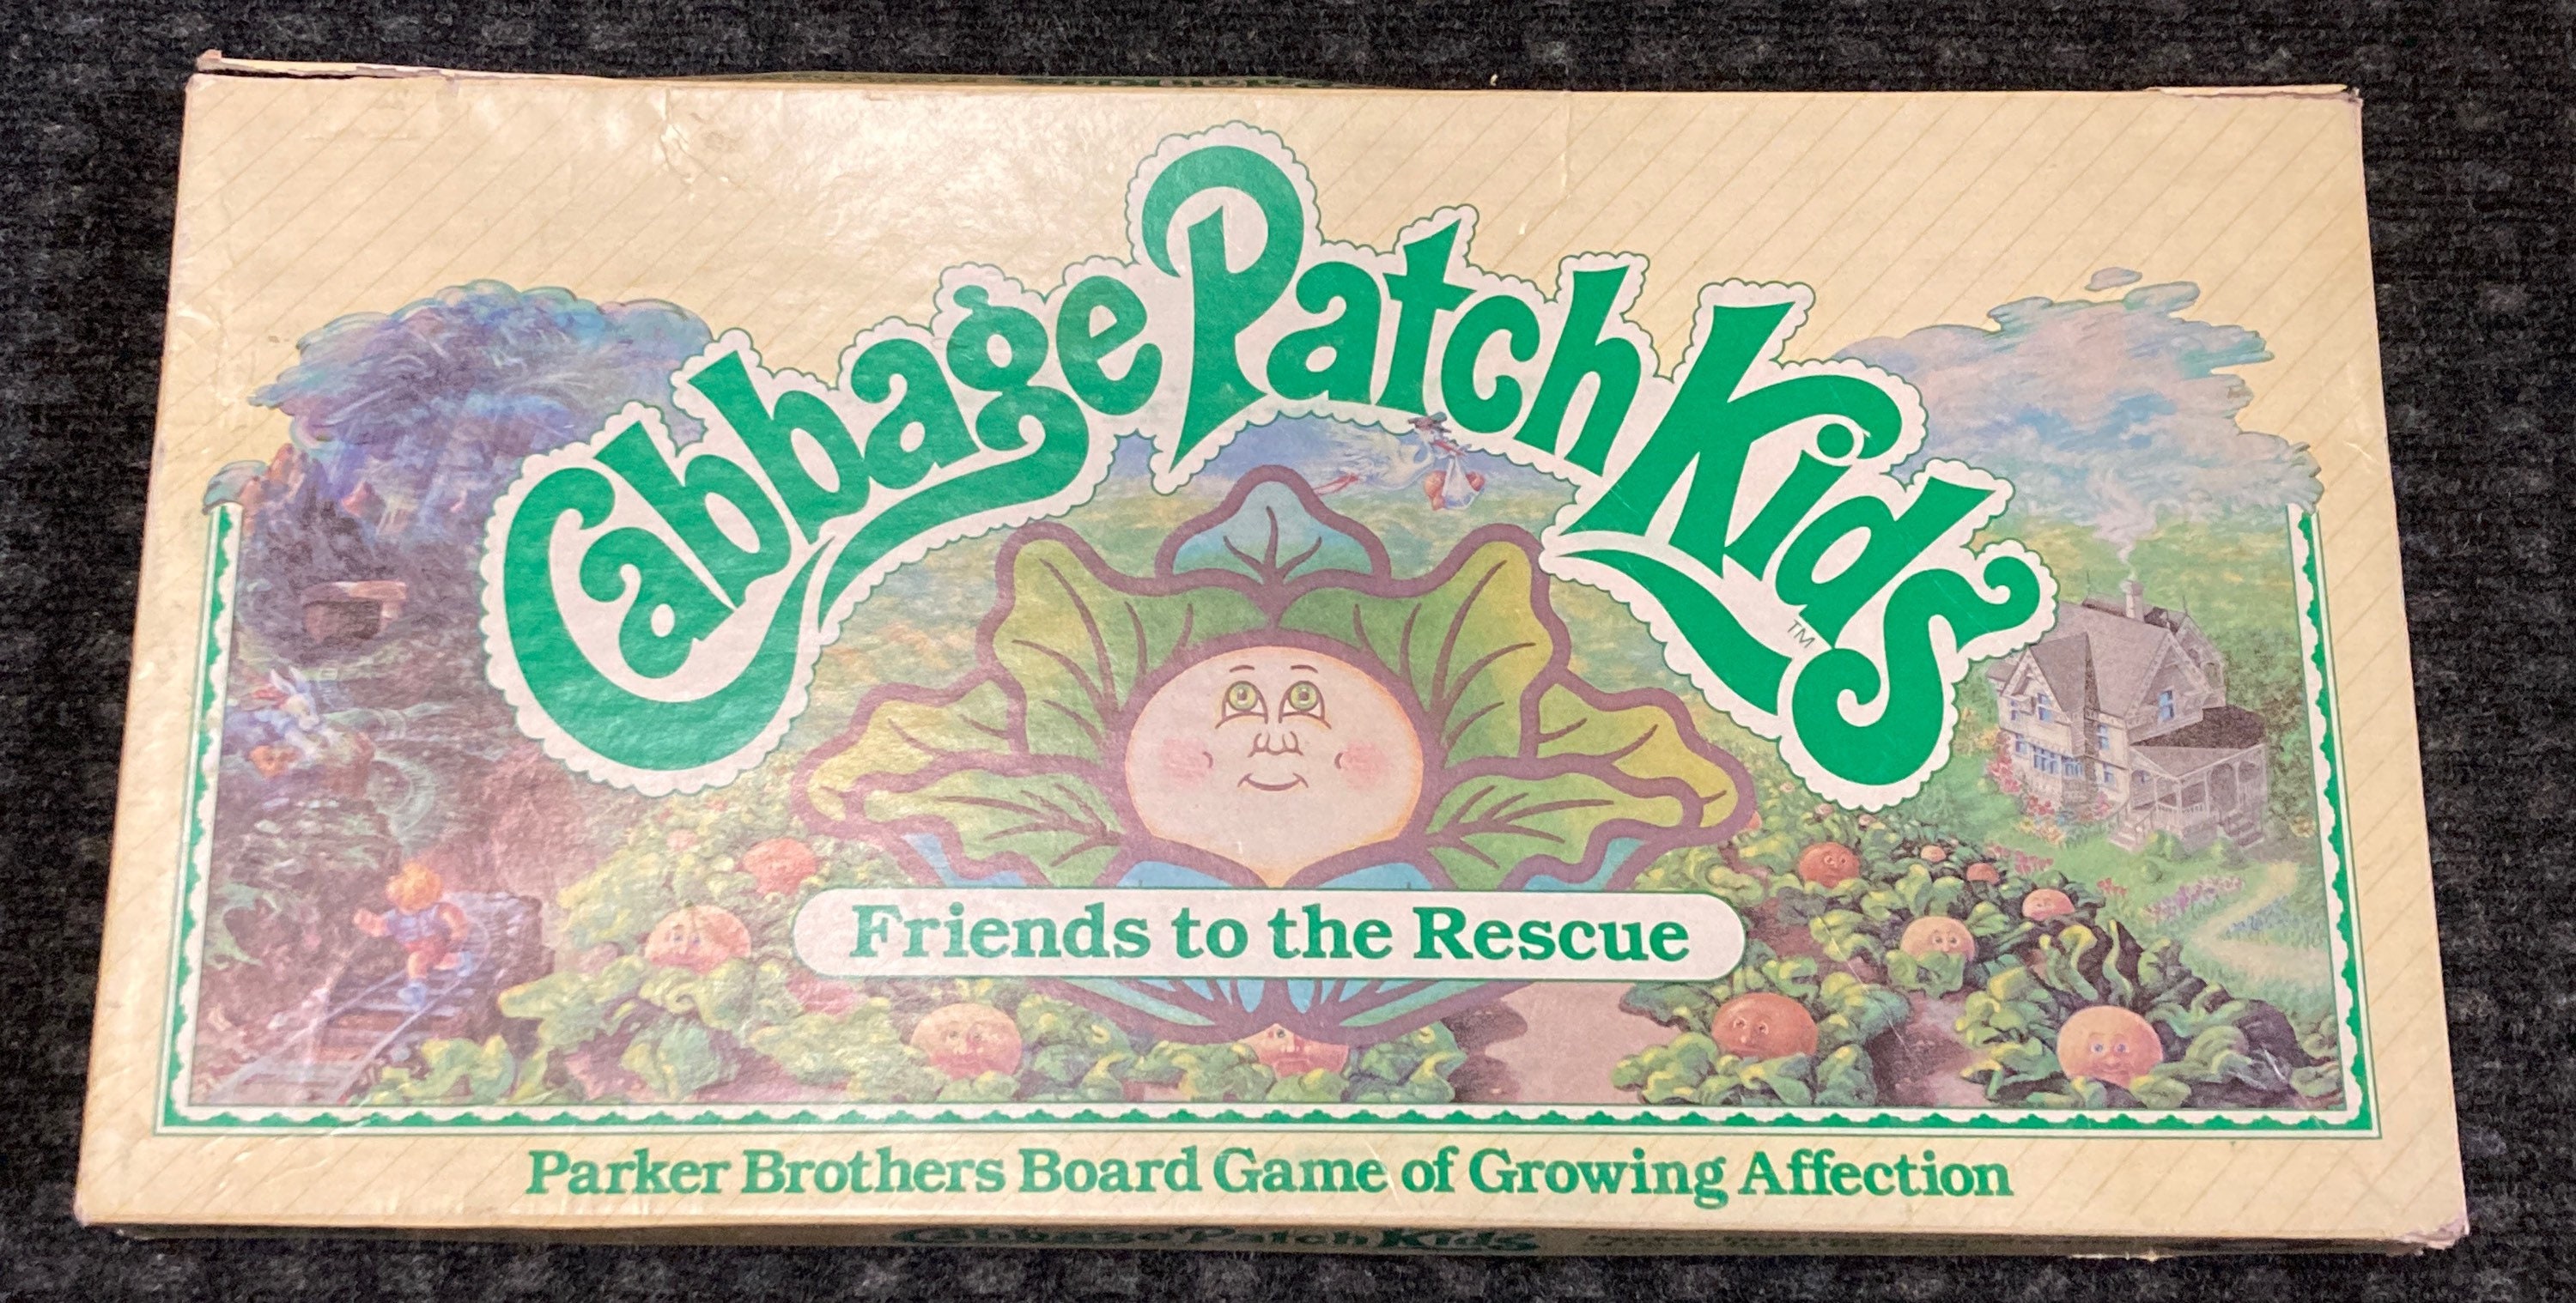 Cabbage Patch Kids
TM
Friends to the Rescue
Parker Brothers Board Game of Growing Affection
Cabbage Patch Kids